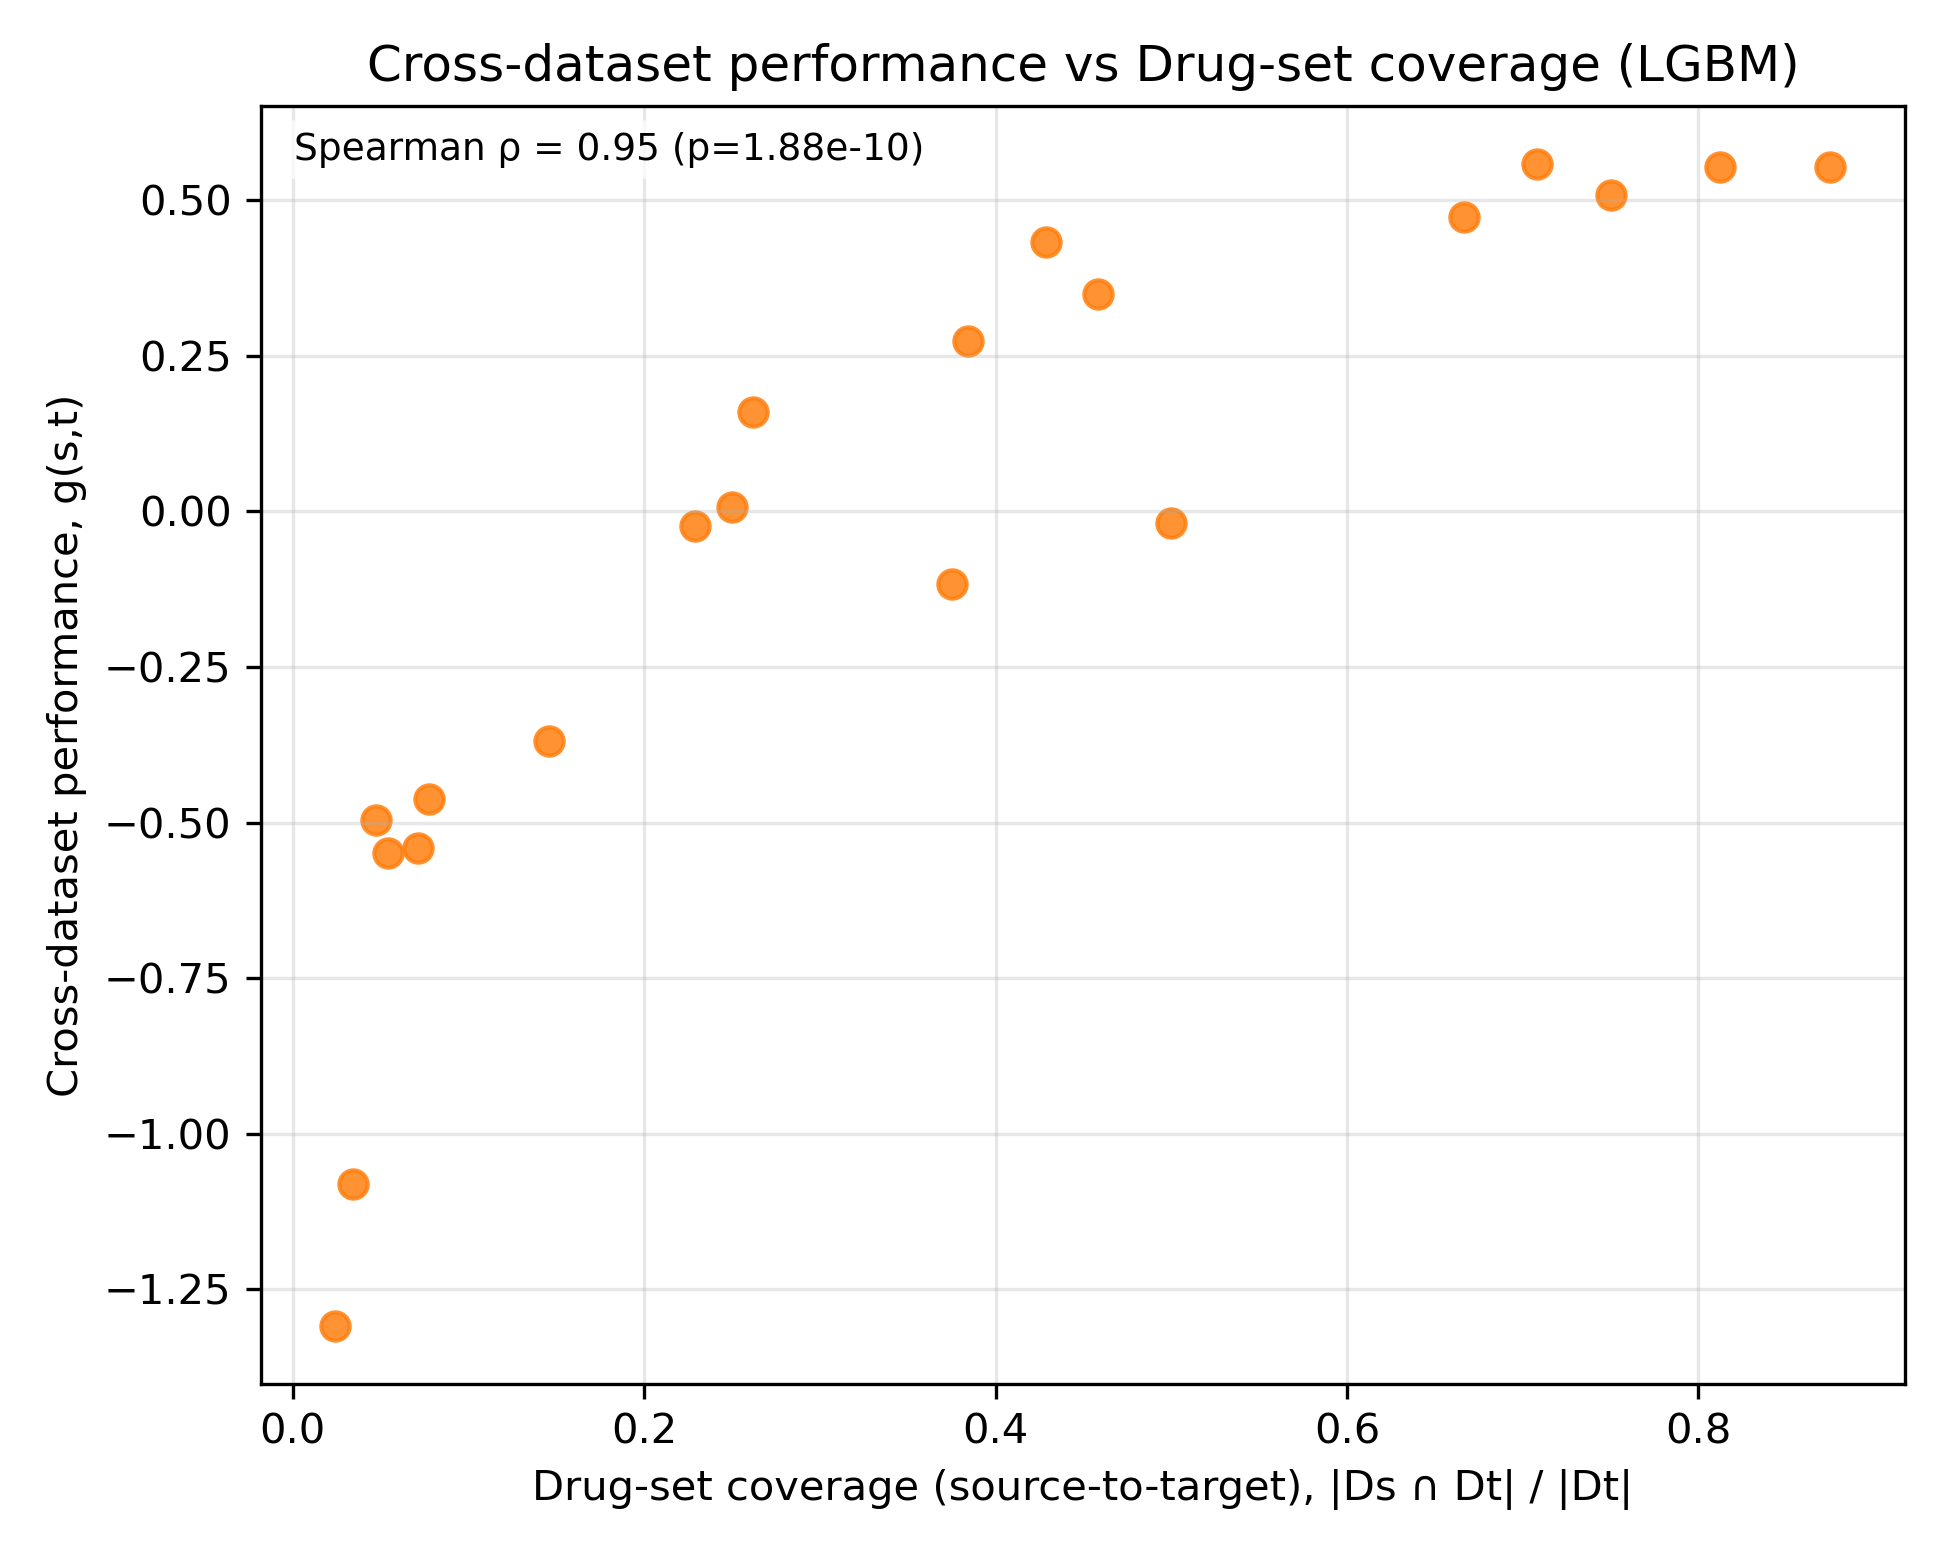 Cross-dataset performance vs Drug-set coverage (LGBM)
Spearman ρ = 0.95 (p=1.88e-10)
Cross-dataset performance, g(s,t)
0.50
0.25
0.00
−0.25
−0.50
−0.75
−1.00
−1.25
0.0 0.2 0.4 0.6 0.8
Drug-set coverage (source-to-target), |Ds ∩ Dt| / |Dt|